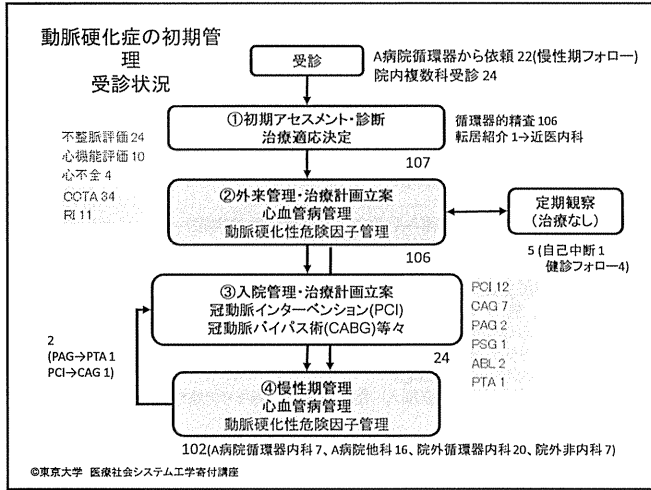 動脈硬化症の初期管
理
受診状況
受診
A病院循環器から依頼 22(慢性期フォロー)
院内複数科受診 24
①初期アセスメント・診断
治療適応決定
循環器的精査 106
転居紹介 1→近医内科
107
不整脈評価 24
心機能評価 10
心不全 4
CCTA 34
RI 11
②外来管理・治療計画立案
心血管病管理
動脈硬化性危険因子管理
定期観察
(治療なし)
5 (自己中断 1
健診フォロー4)
106
③入院管理・治療計画立案
冠動脈インターベンション(PCI)
冠動脈バイパス術(CABG)等々
PCI 12
CAG 7
PAG 2
PSG 1
ABL 2
PTA 1
24
2
(PAG→PTA 1
PCI→CAG 1)
④慢性期管理
心血管病管理
動脈硬化性危険因子管理
102(A病院循環器内科 7、A病院他科 16、院外循環器内科 20、院外非内科 7)
©東京大学 医療社会システム工学寄付講座